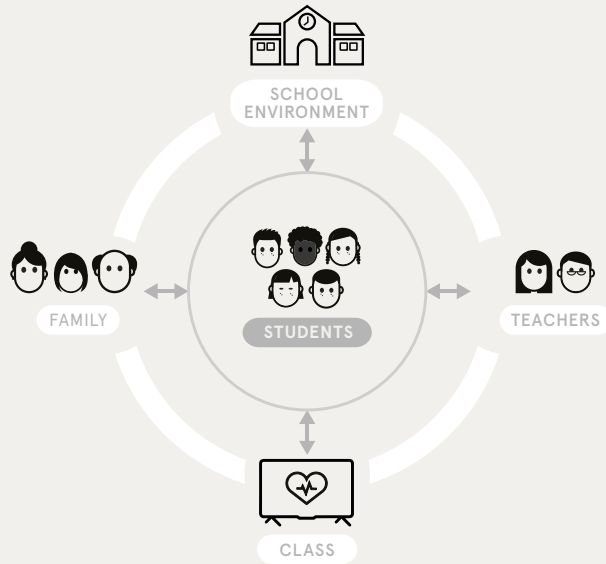 SCHOOL
ENVIRONMENT
FAMILY
STUDENTS
TEACHERS
CLASS